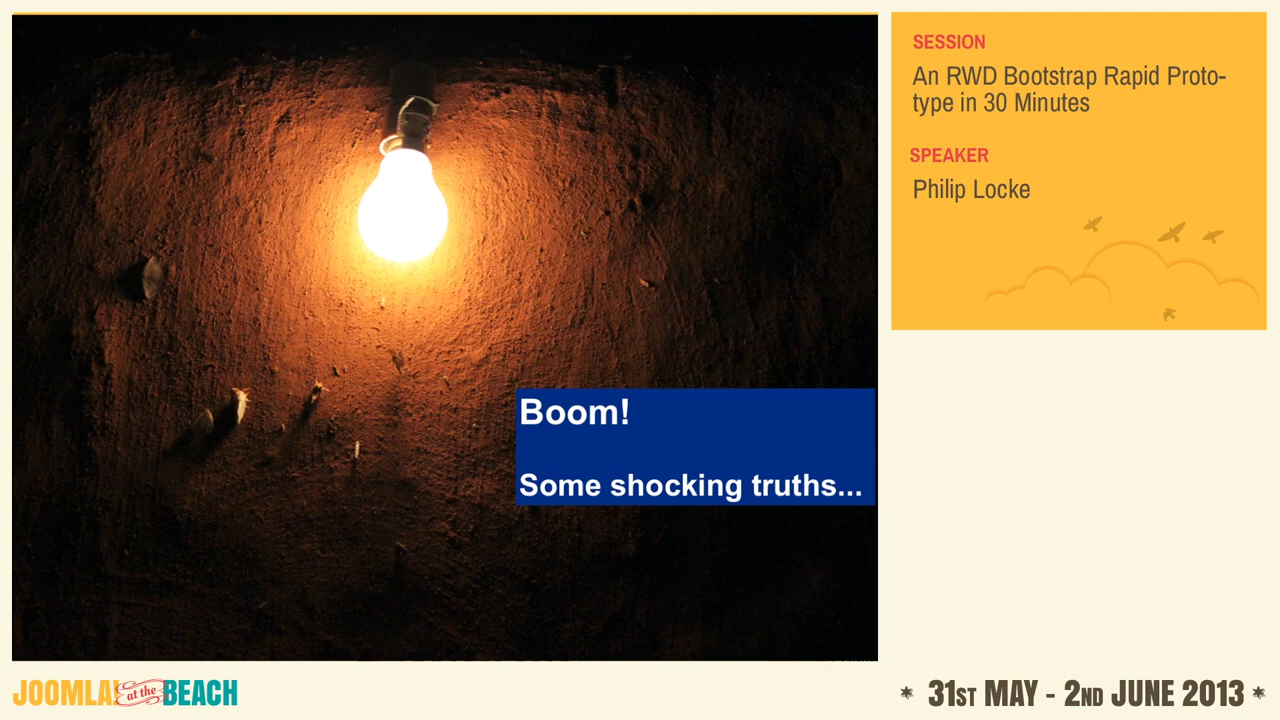 SESSION
An RWD Bootstrap Rapid Proto-
type in 30 Minutes
SPEAKER
Philip Locke
Boom!
Some shocking truths...
JOOMLA! at the BEACH
* 31ST MAY - 2ND JUNE 2013 *